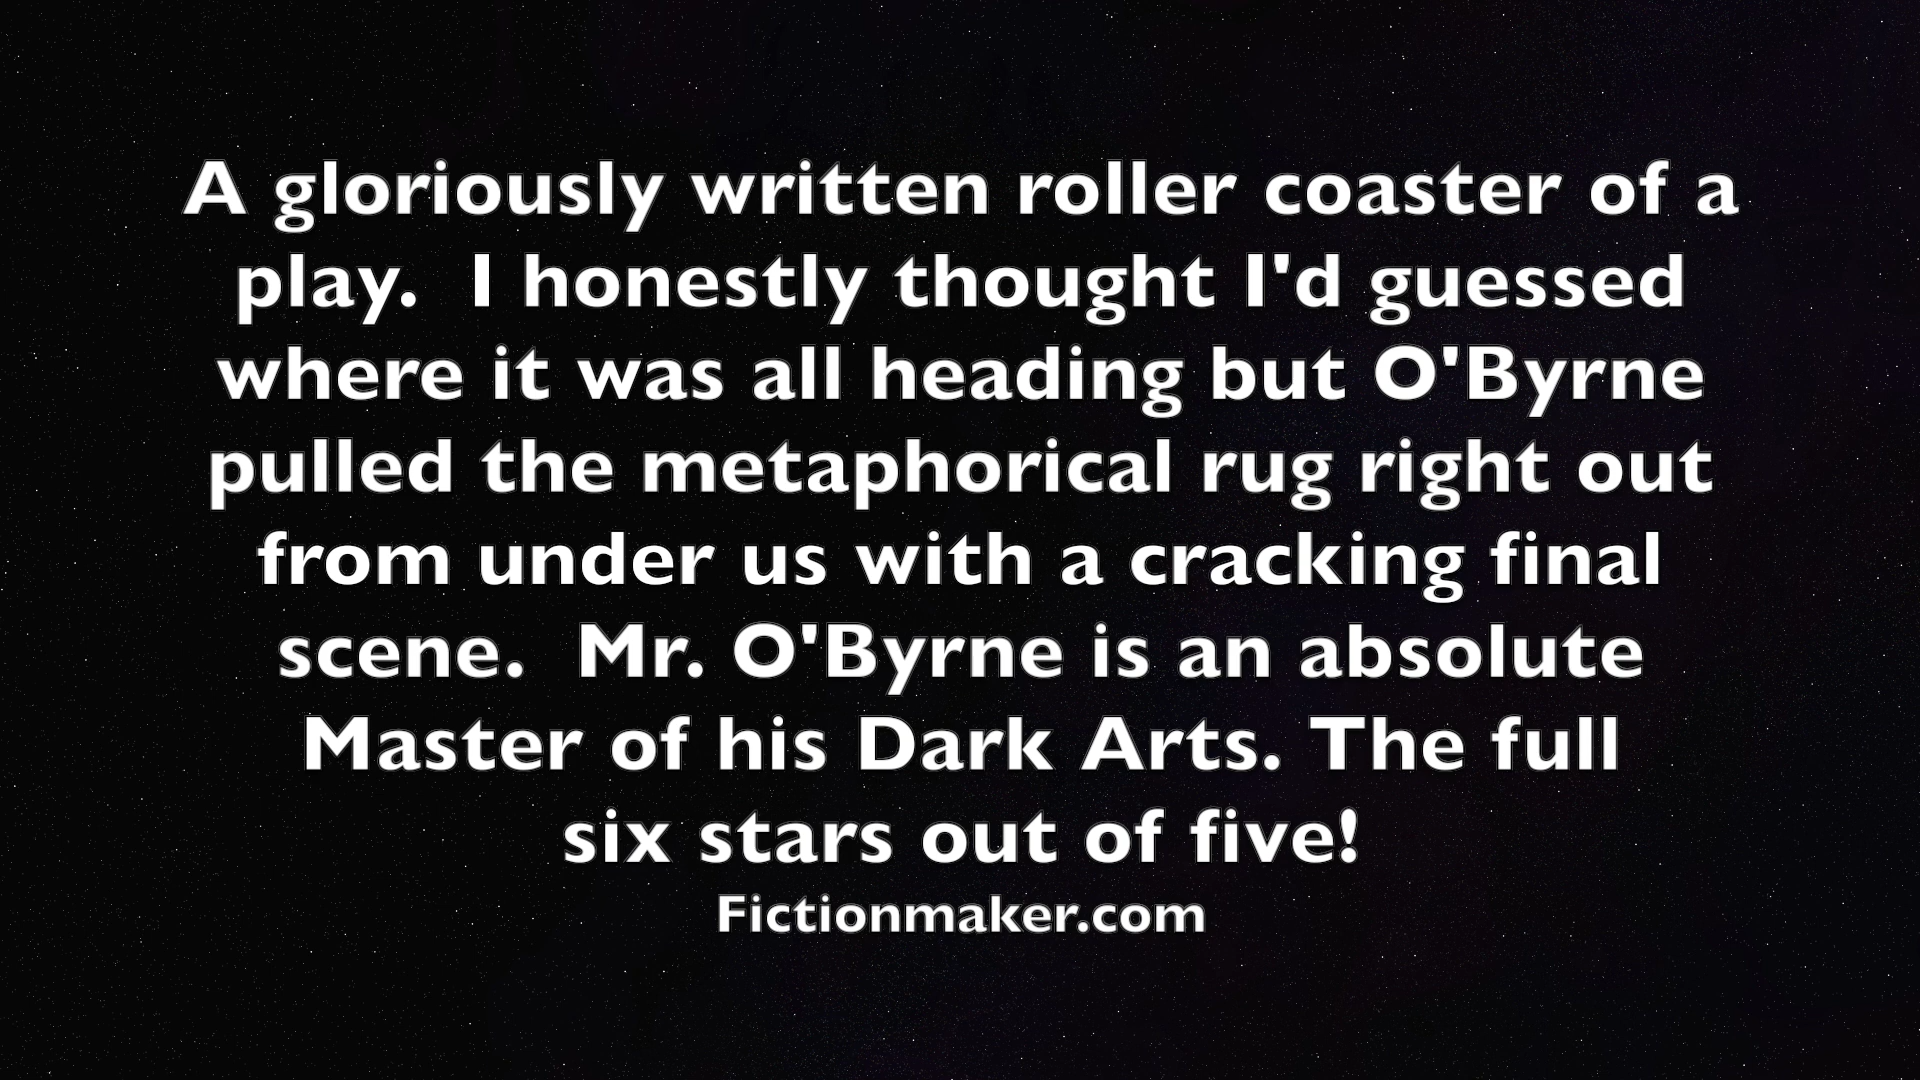 A gloriously written roller coaster of a
play.  I honestly thought I'd guessed
where it was all heading but O'Byrne
pulled the metaphorical rug right out
from under us with a cracking final
scene.  Mr. O'Byrne is an absolute
Master of his Dark Arts. The full
six stars out of five!
Fictionmaker.com